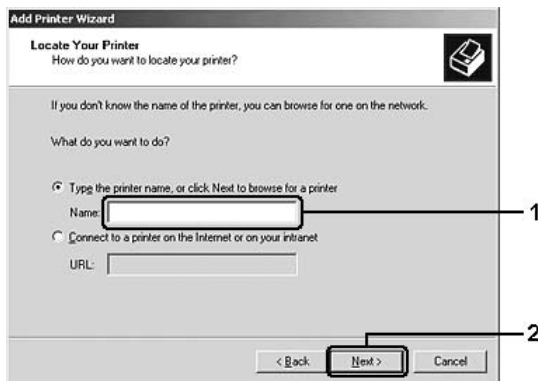 Add Printer Wizard
Locate Your Printer
How do you want to locate your printer?
If you don't know the name of the printer, you can browse for one on the network.
What do you want to do?
Type the printer name, or click Next to browse for a printer
Name:
1
Connect to a printer on the Internet or on your intranet
URL:
2
< Back Next > Cancel